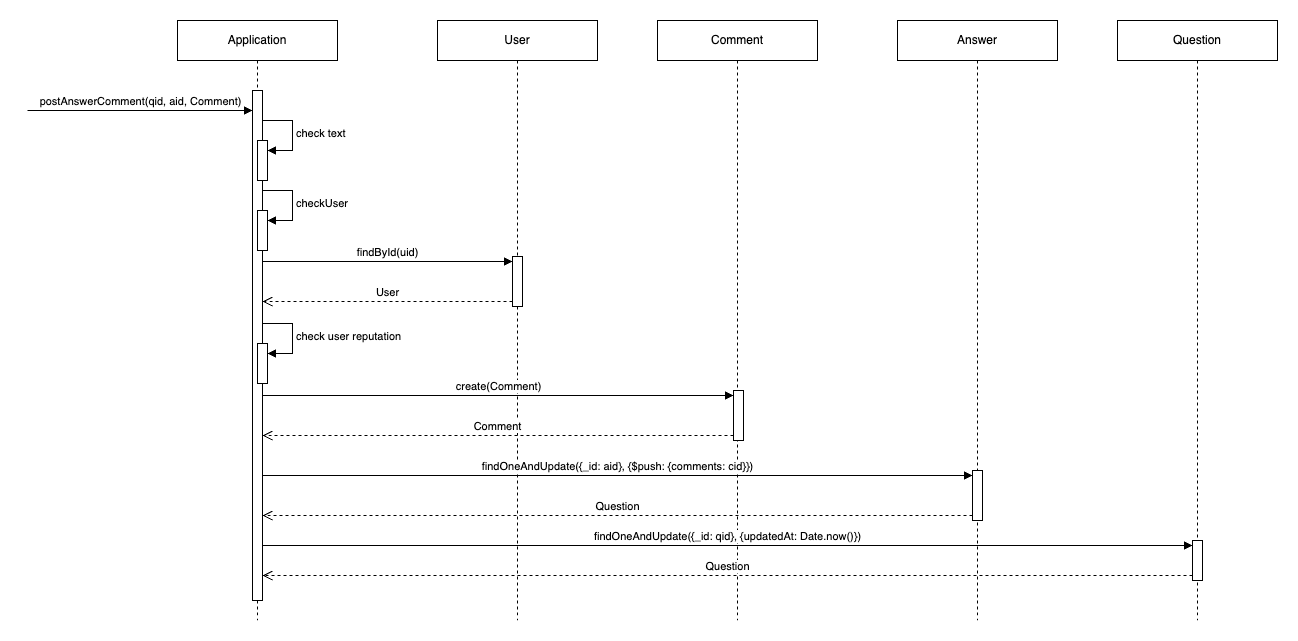 Application
User
Comment
Answer
Question
postAnswerComment(qid, aid, Comment)
check text
checkUser
findById(uid)
User
check user reputation
create(Comment)
Comment
findOneAndUpdate({_id: aid}, {$push: {comments: cid}})
Question
findOneAndUpdate({_id: qid}, {updatedAt: Date.now()})
Question